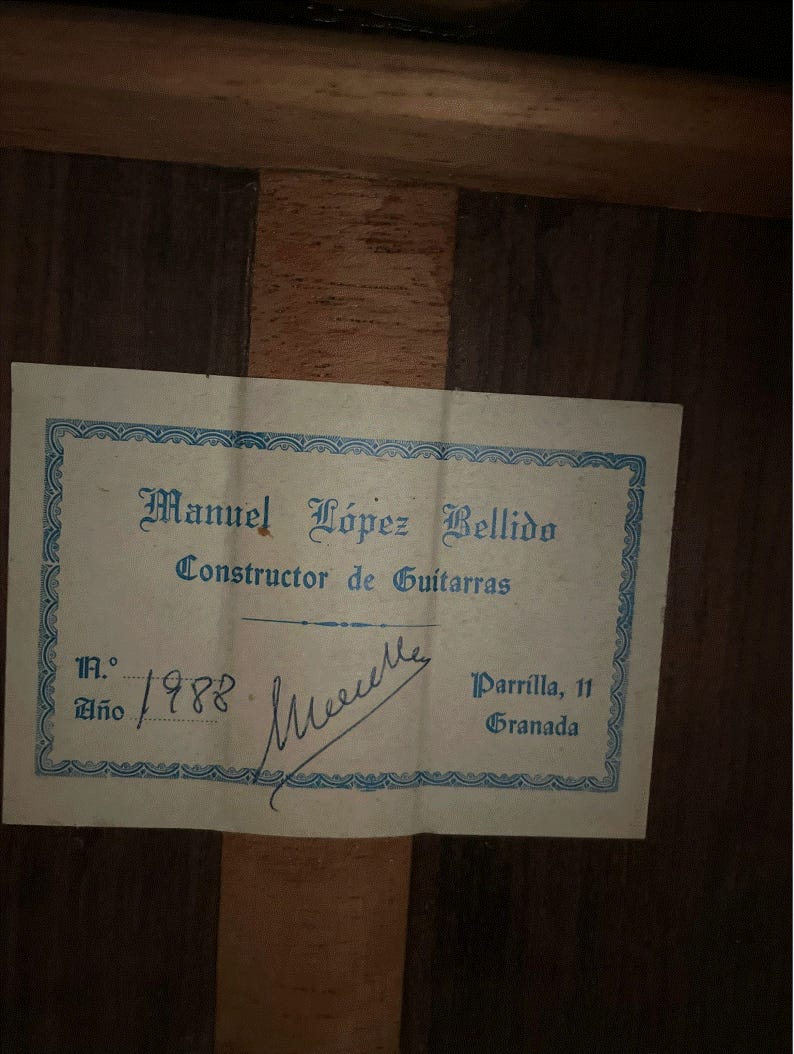 Manuel López Bellido
Constructor de Guitarras
N.º
Año 1988
Parrilla, 11
Granada